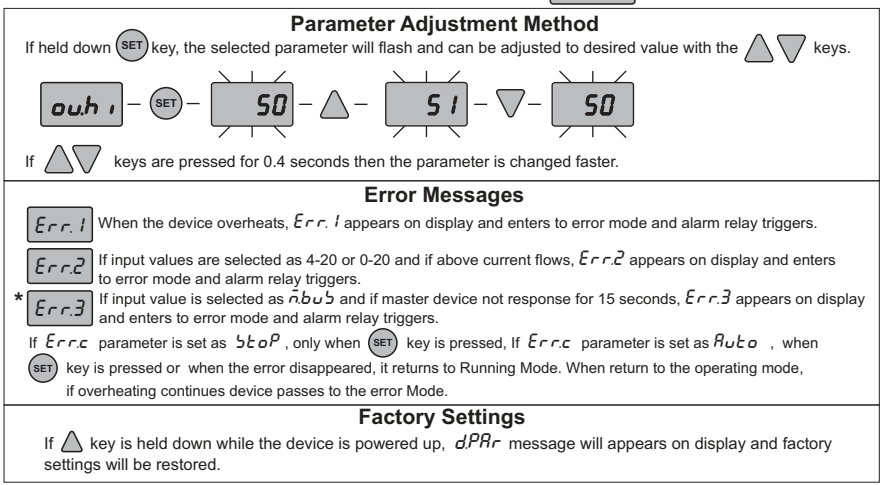 Parameter Adjustment Method
If held down SET key, the selected parameter will flash and can be adjusted to desired value with the keys.
ou.hi - SET - 50 - - 51 - - 50
If keys are pressed for 0.4 seconds then the parameter is changed faster.
Error Messages
Err.1 When the device overheats, Err.1 appears on display and enters to error mode and alarm relay triggers.
Err.2 If input values are selected as 4-20 or 0-20 and if above current flows, Err.2 appears on display and enters
to error mode and alarm relay triggers.
* Err.3 If input value is selected as m.bus and if master device not response for 15 seconds, Err.3 appears on display
and enters to error mode and alarm relay triggers.
If Err.c parameter is set as StoP , only when SET key is pressed, If Err.c parameter is set as Auto , when
SET key is pressed or when the error disappeared, it returns to Running Mode. When return to the operating mode,
if overheating continues device passes to the error Mode.
Factory Settings
If key is held down while the device is powered up, d.PAr message will appears on display and factory
settings will be restored.